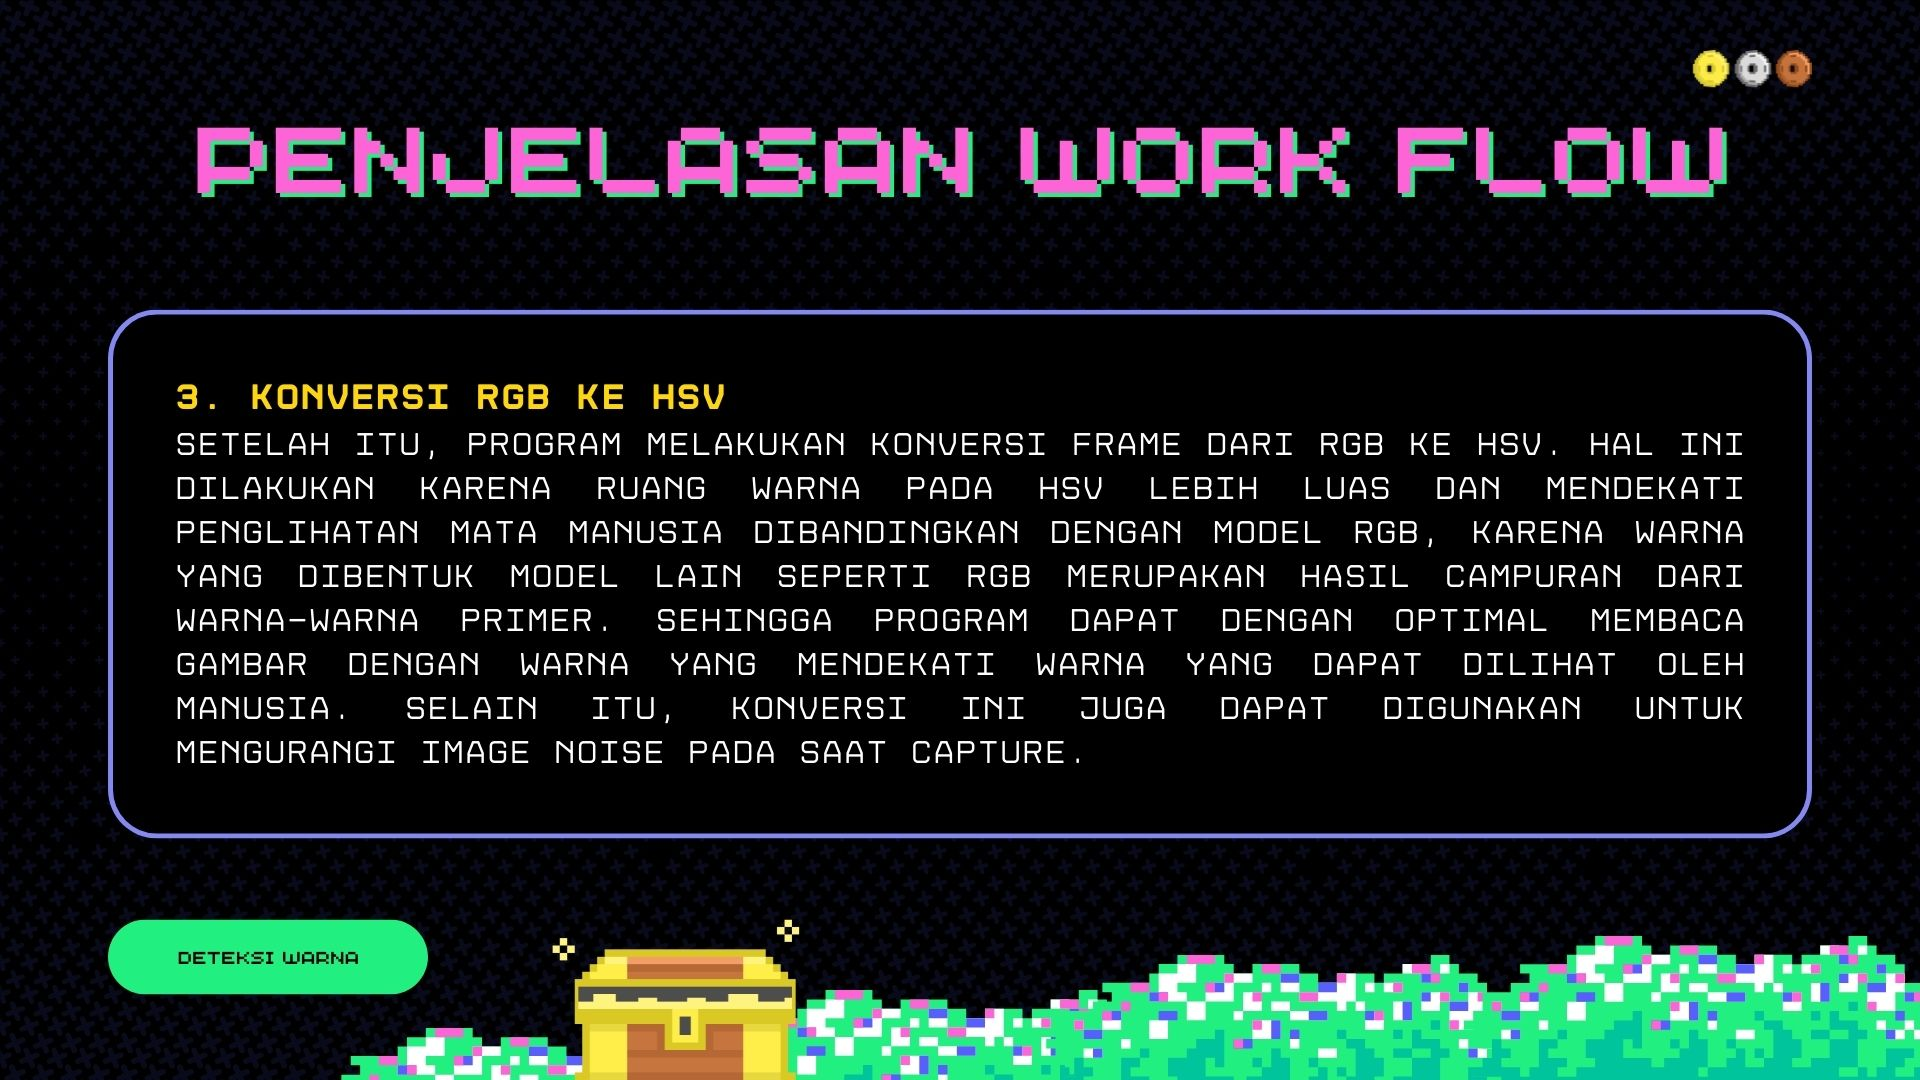 PENJELASAN WORK FLOW
3. KONVERSI RGB KE HSV
SETELAH ITU, PROGRAM MELAKUKAN KONVERSI FRAME DARI RGB KE HSV. HAL INI
DILAKUKAN KARENA RUANG WARNA PADA HSV LEBIH LUAS DAN MENDEKATI
PENGLIHATAN MATA MANUSIA DIBANDINGKAN DENGAN MODEL RGB, KARENA WARNA
YANG DIBENTUK MODEL LAIN SEPERTI RGB MERUPAKAN HASIL CAMPURAN DARI
WARNA-WARNA PRIMER. SEHINGGA PROGRAM DAPAT DENGAN OPTIMAL MEMBACA
GAMBAR DENGAN WARNA YANG MENDEKATI WARNA YANG DAPAT DILIHAT OLEH
MANUSIA. SELAIN ITU, KONVERSI INI JUGA DAPAT DIGUNAKAN UNTUK
MENGURANGI IMAGE NOISE PADA SAAT CAPTURE.
DETEKSI WARNA